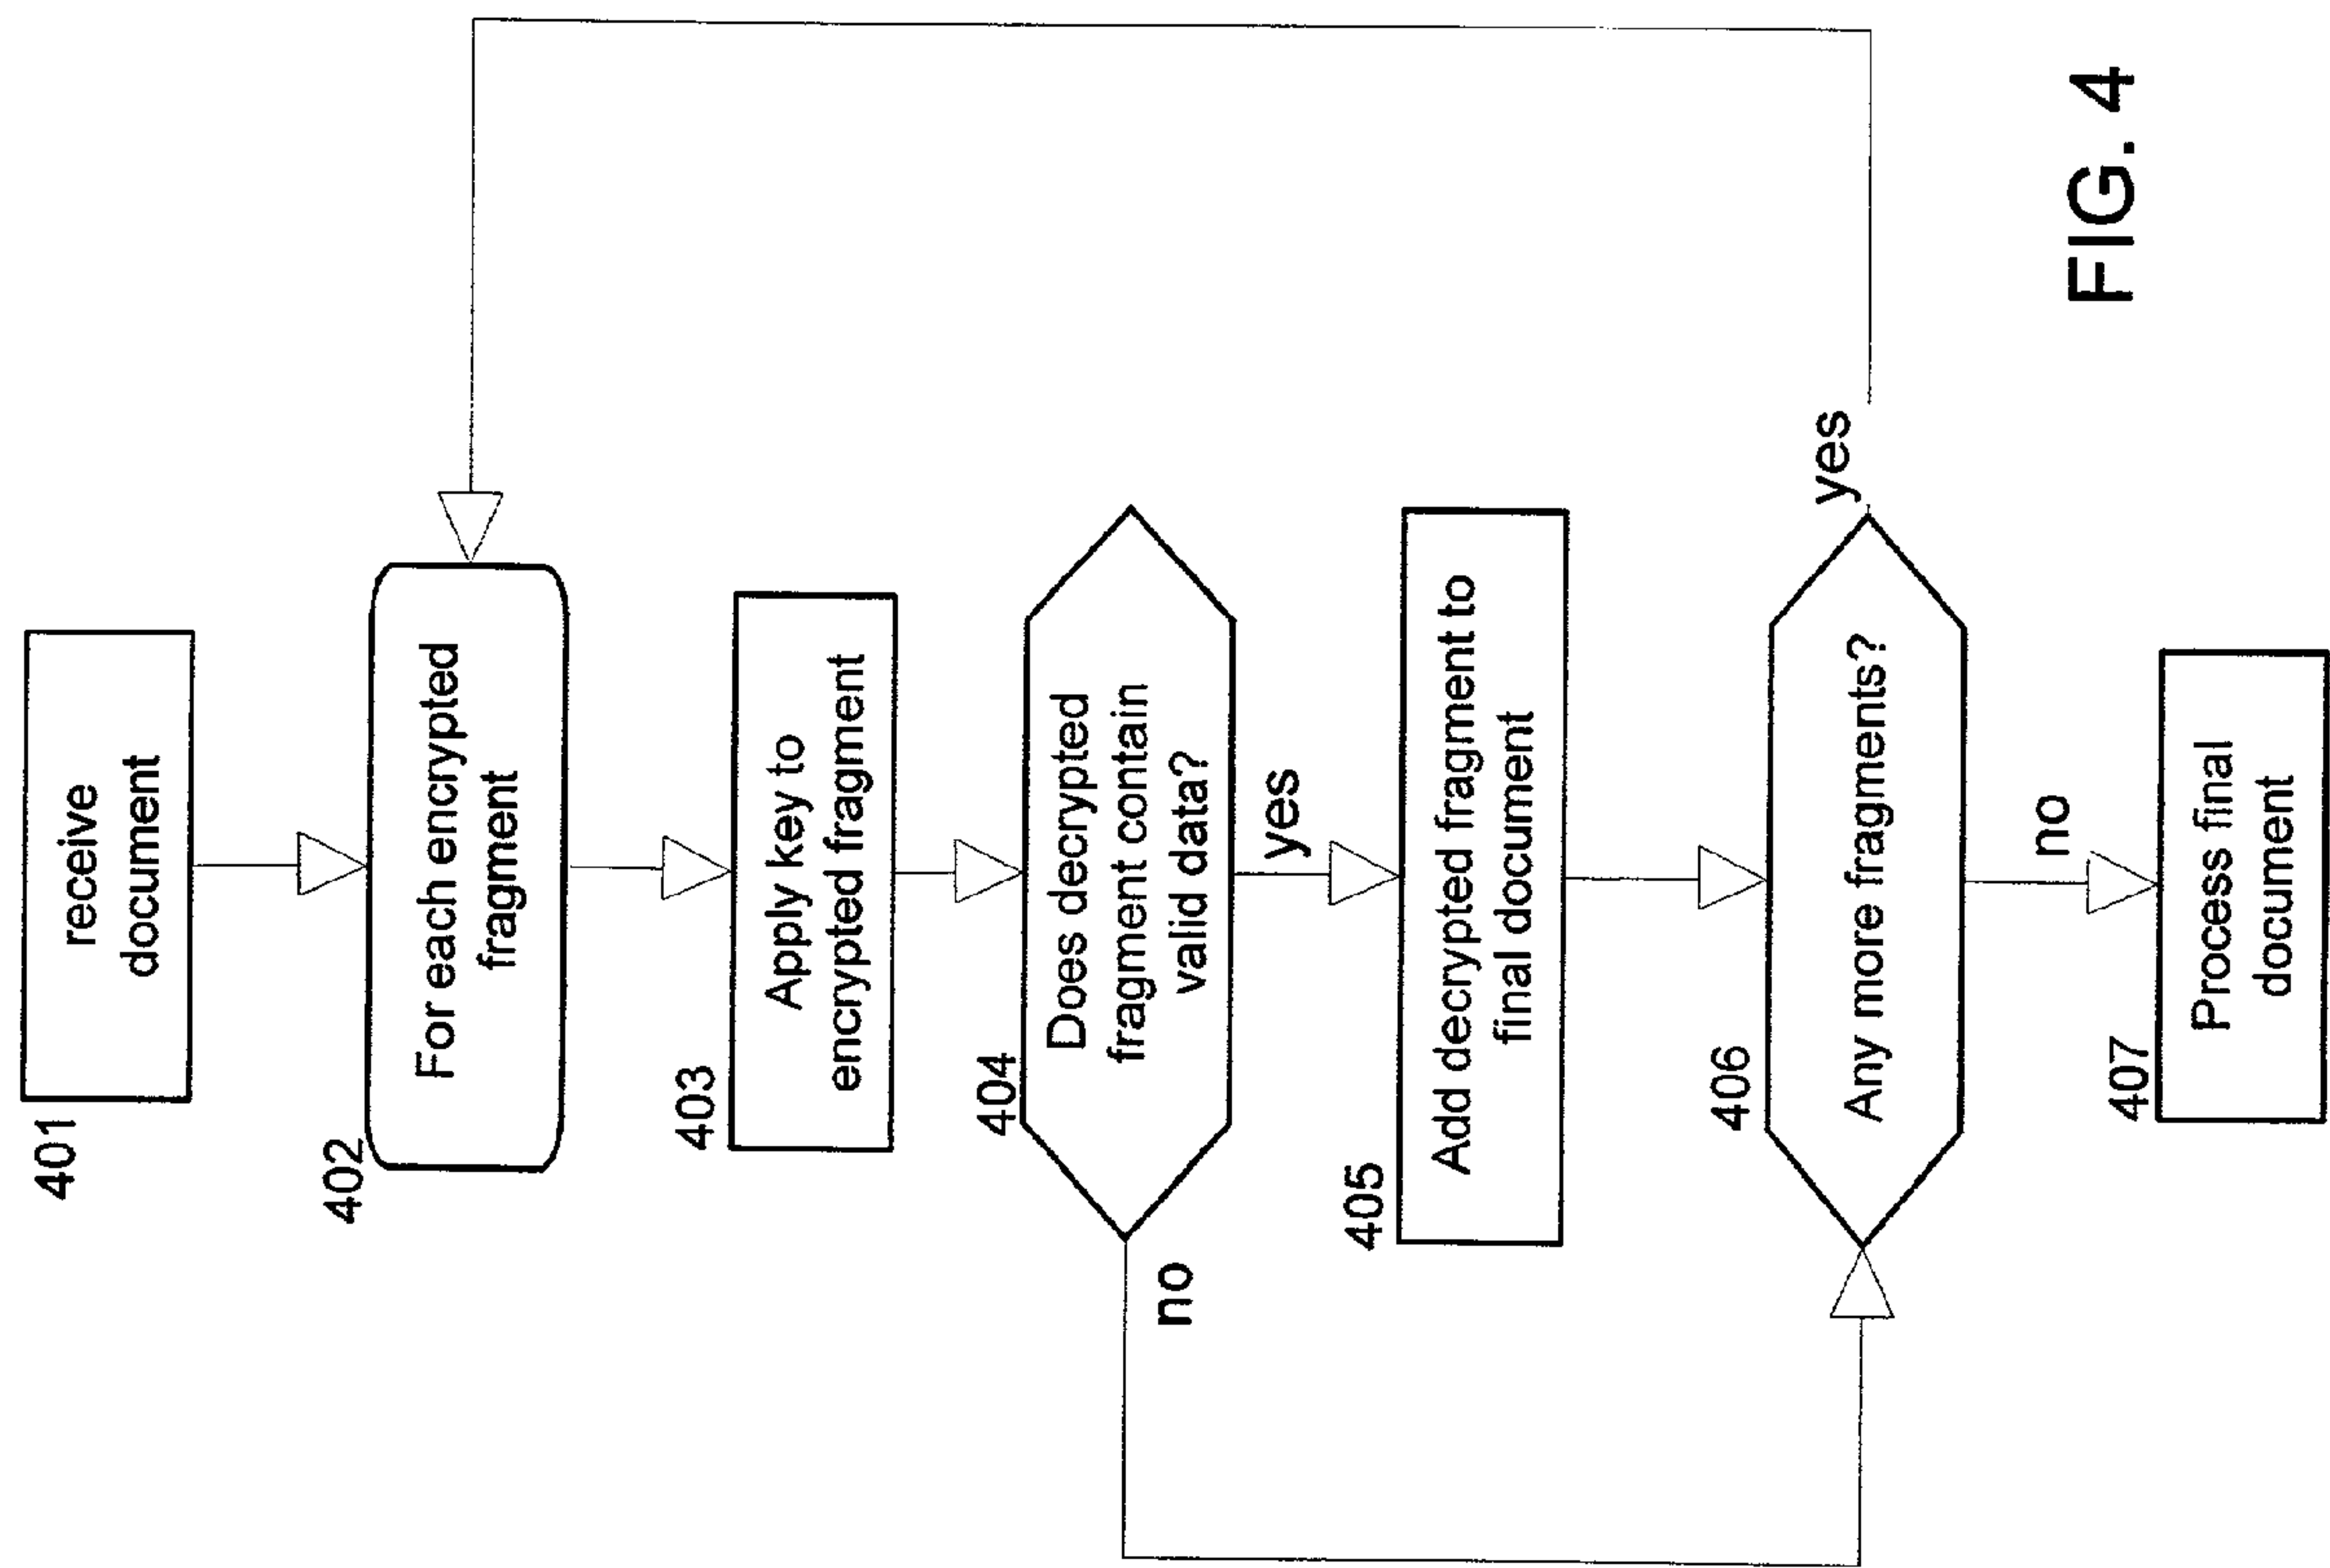 401
receive
document
402
For each encrypted
fragment
403
Apply key to
encrypted fragment
404
Does decrypted
fragment contain
valid data?
no
yes
405
Add decrypted fragment to
final document
406
Any more fragments?
yes
no
407
Process final
document
FIG. 4